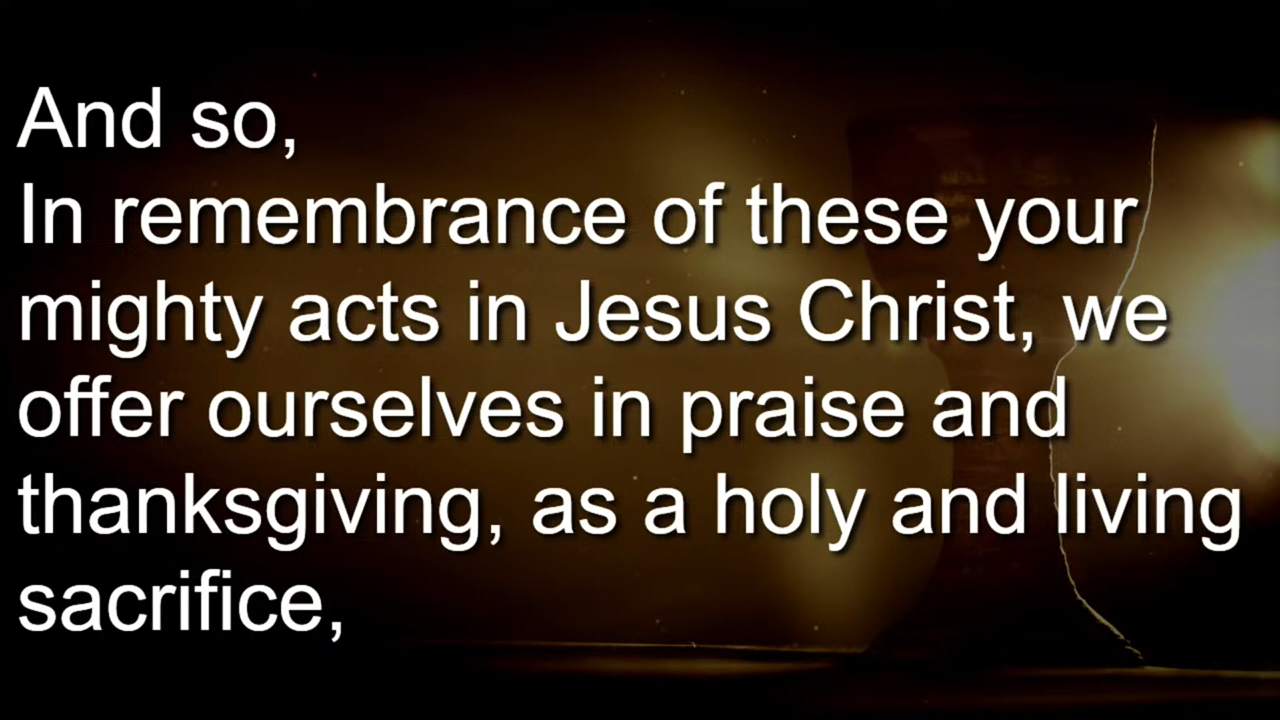 And so,
In remembrance of these your
mighty acts in Jesus Christ, we
offer ourselves in praise and
thanksgiving, as a holy and living
sacrifice,